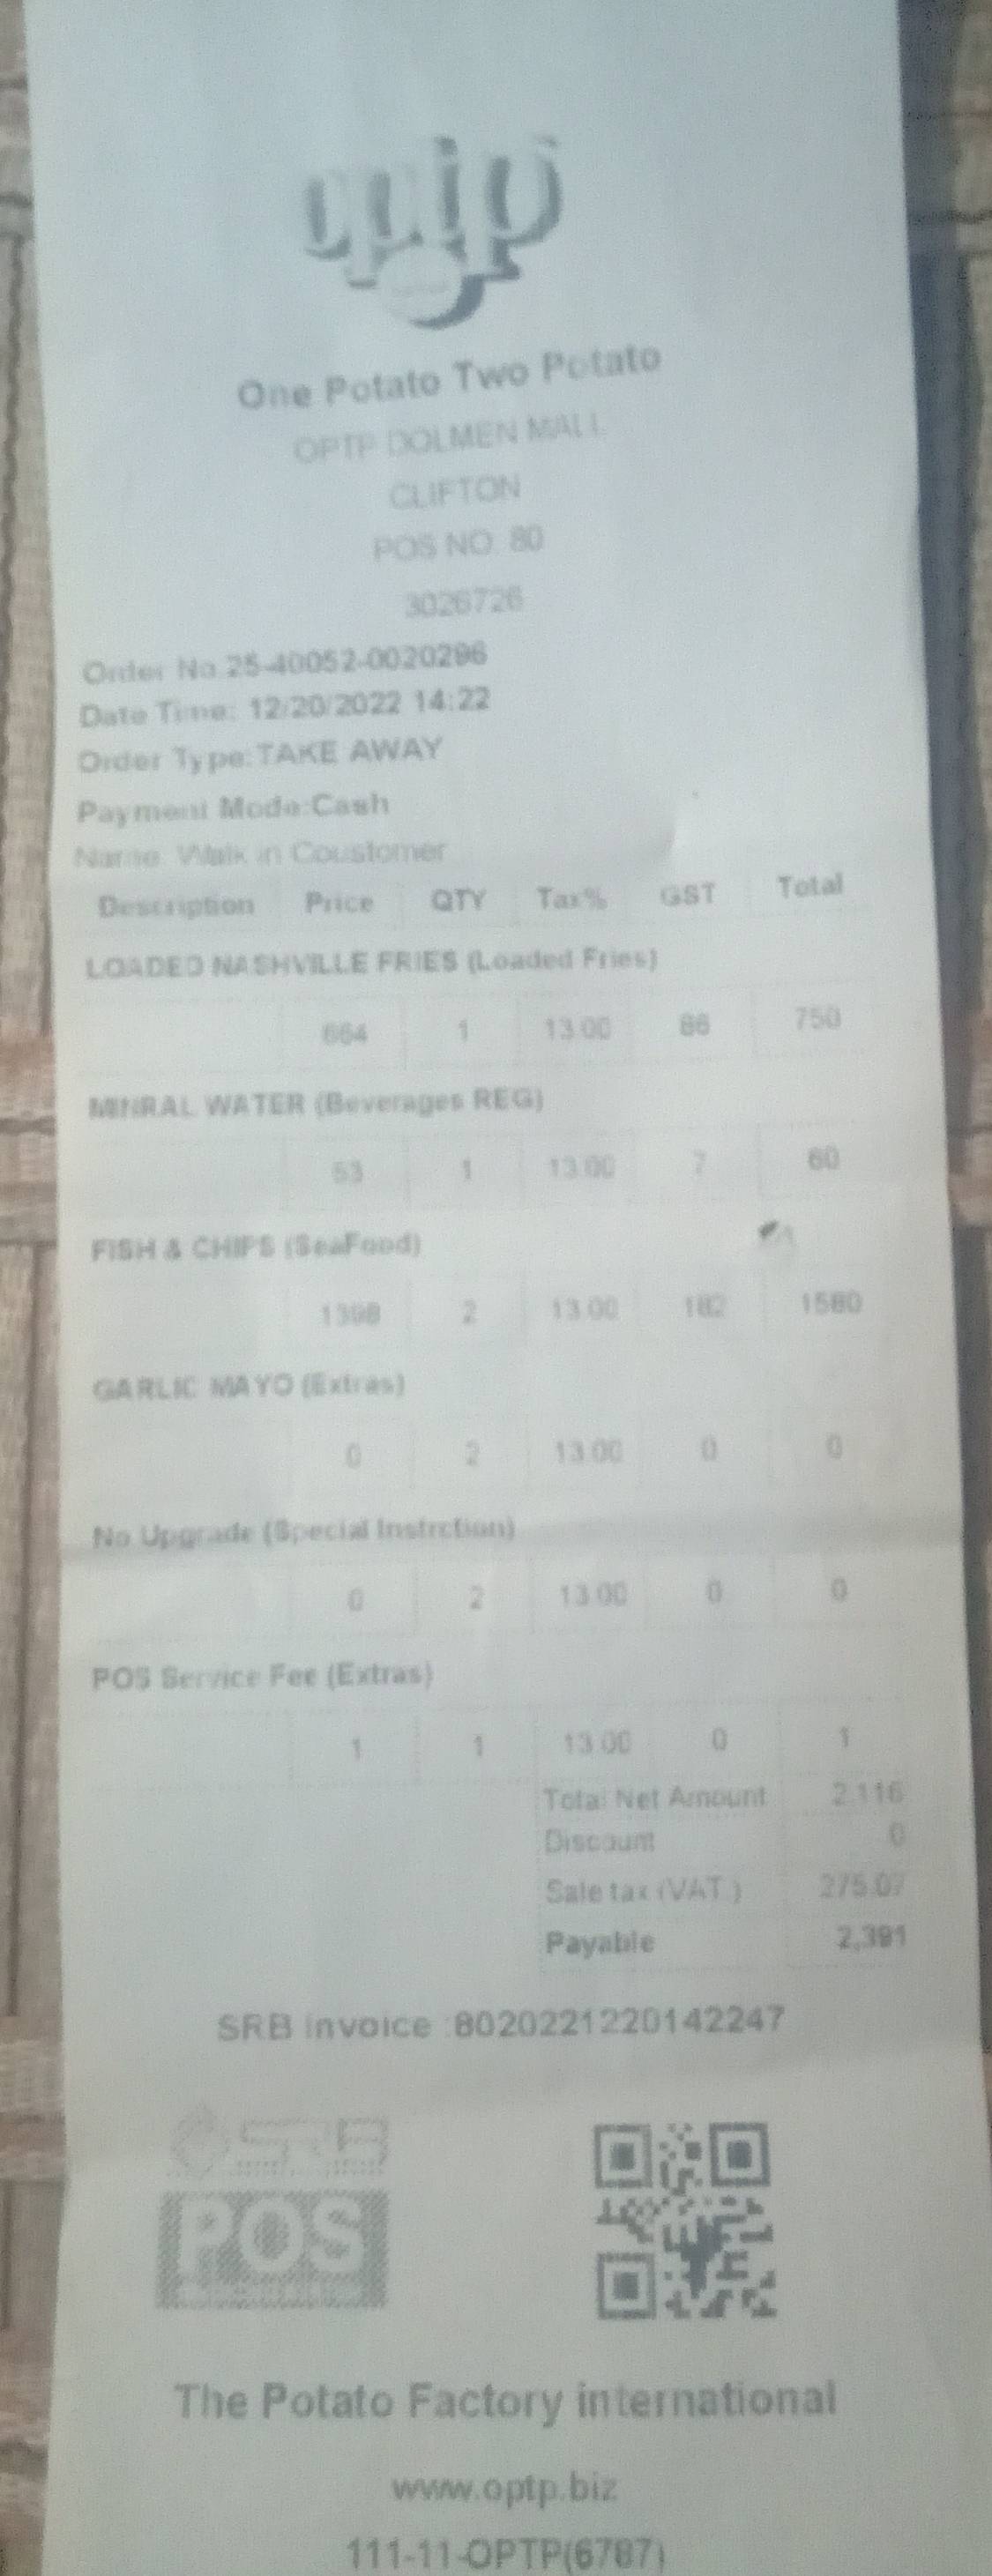 optp
One Potato Two Potato
OPTP DOLMEN MALL
CLIFTON
POS NO. 80
3026726
Order No.25-40052-0020296
Date Time: 12/20/2022 14:22
Order Type:TAKE AWAY
Payment Mode:Cash
Name: Walk in Coustomer
Description Price QTY Tax% GST Total
LOADED NASHVILLE FRIES (Loaded Fries)
664 1 13.00 86 750
MINRAL WATER (Beverages REG)
53 1 13.00 7 60
FISH & CHIPS (SeaFood)
1398 2 13.00 182 1580
GARLIC MAYO (Extras)
0 2 13.00 0 0
No Upgrade (Special Instrction)
0 2 13.00 0 0
POS Service Fee (Extras)
1 1 13.00 0 1
Total Net Amount 2,116
Discount 0
Sale tax (VAT.) 275.07
Payable 2,391
SRB invoice :8020221220142247
POS
The Potato Factory international
www.optp.biz
111-11-OPTP(6787)